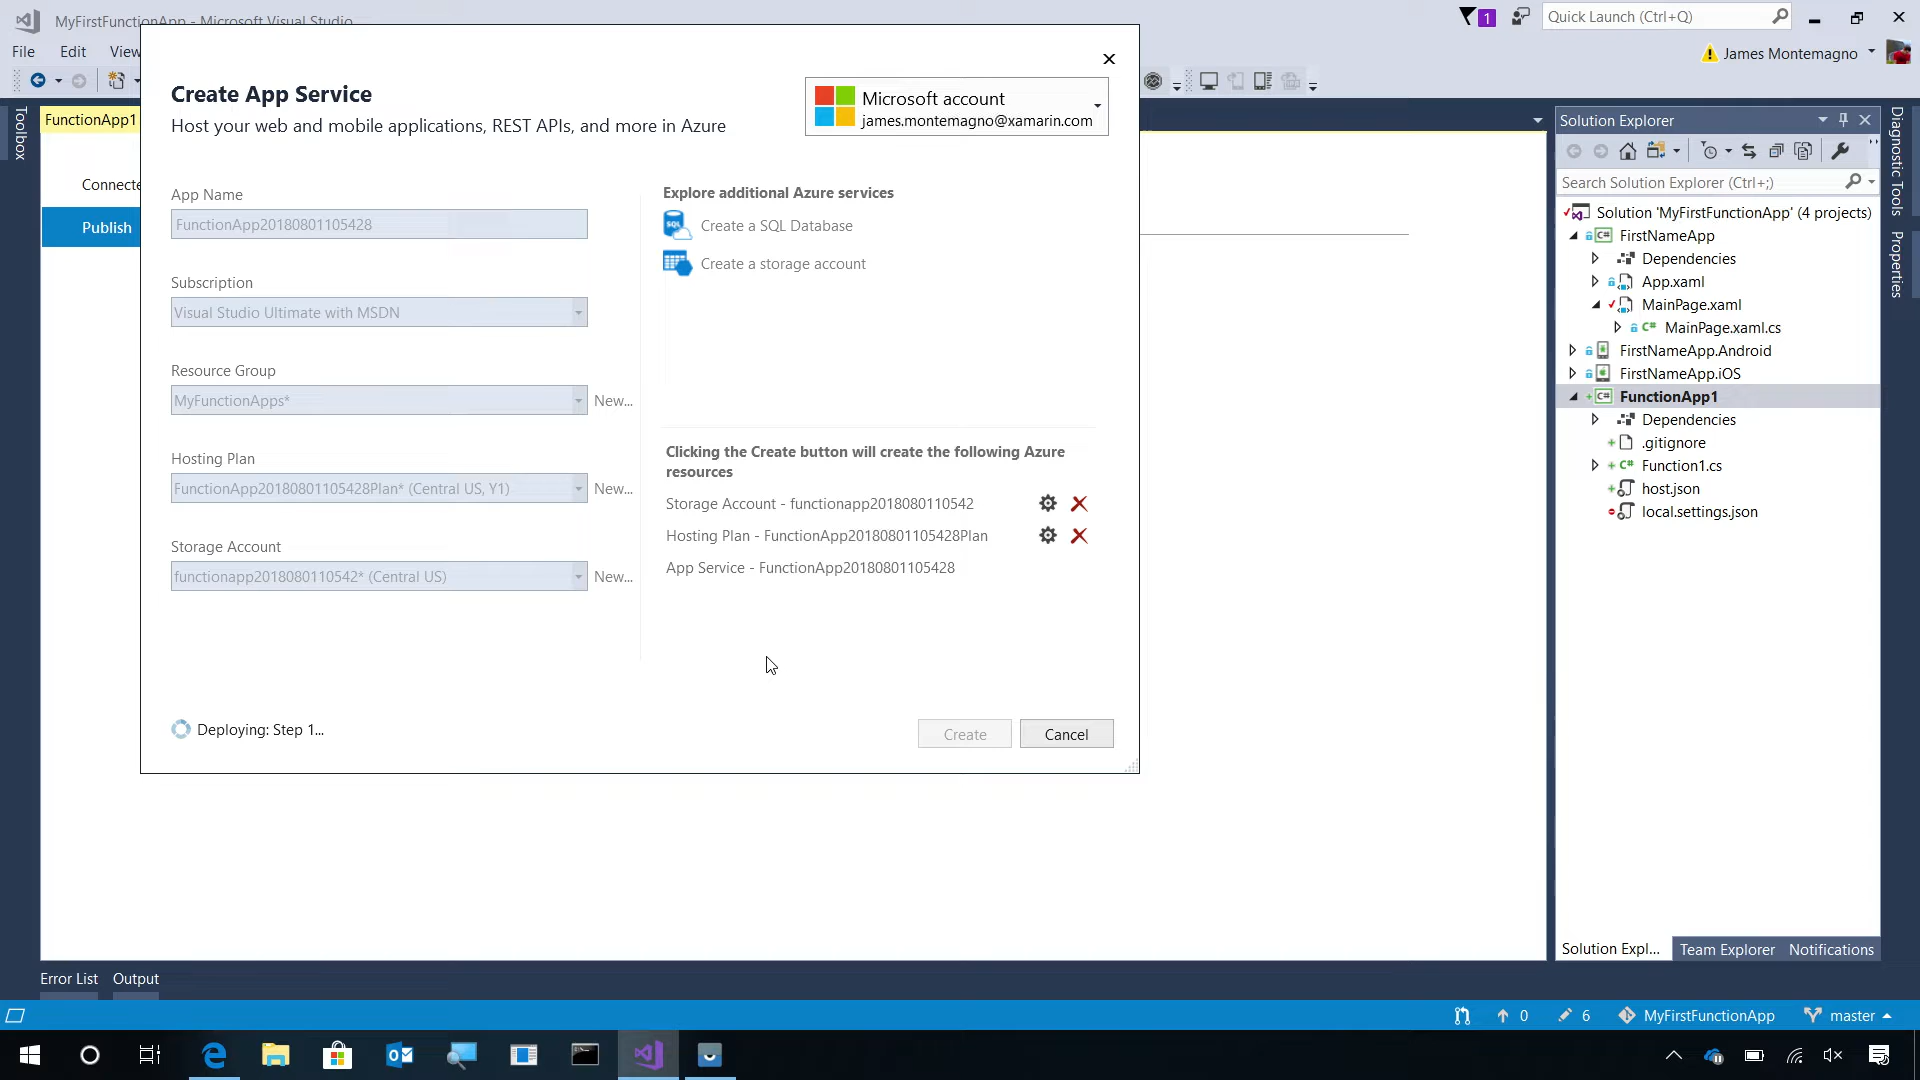 MyFirstFunctionApp - Microsoft Visual Studio
1
Quick Launch (Ctrl+Q)
File Edit View
James Montemagno
Create App Service
Host your web and mobile applications, REST APIs, and more in Azure
Microsoft account
james.montemagno@xamarin.com
Toolbox
FunctionApp1
Connecte
Publish
App Name
FunctionApp20180801105428
Subscription
Visual Studio Ultimate with MSDN
Resource Group
MyFunctionApps*
New...
Hosting Plan
FunctionApp20180801105428Plan* (Central US, Y1)
New...
Storage Account
functionapp2018080110542* (Central US)
New...
Explore additional Azure services
SQL
Create a SQL Database
Create a storage account
Clicking the Create button will create the following Azure
resources
Storage Account - functionapp2018080110542
Hosting Plan - FunctionApp20180801105428Plan
App Service - FunctionApp20180801105428
Deploying: Step 1...
Create
Cancel
Solution Explorer
Search Solution Explorer (Ctrl+;)
Solution 'MyFirstFunctionApp' (4 projects)
C# FirstNameApp
Dependencies
App.xaml
MainPage.xaml
C# MainPage.xaml.cs
FirstNameApp.Android
FirstNameApp.iOS
C# FunctionApp1
Dependencies
.gitignore
C# Function1.cs
host.json
local.settings.json
Diagnostic Tools
Properties
Solution Expl...
Team Explorer
Notifications
Error List
Output
0
6
MyFirstFunctionApp
master